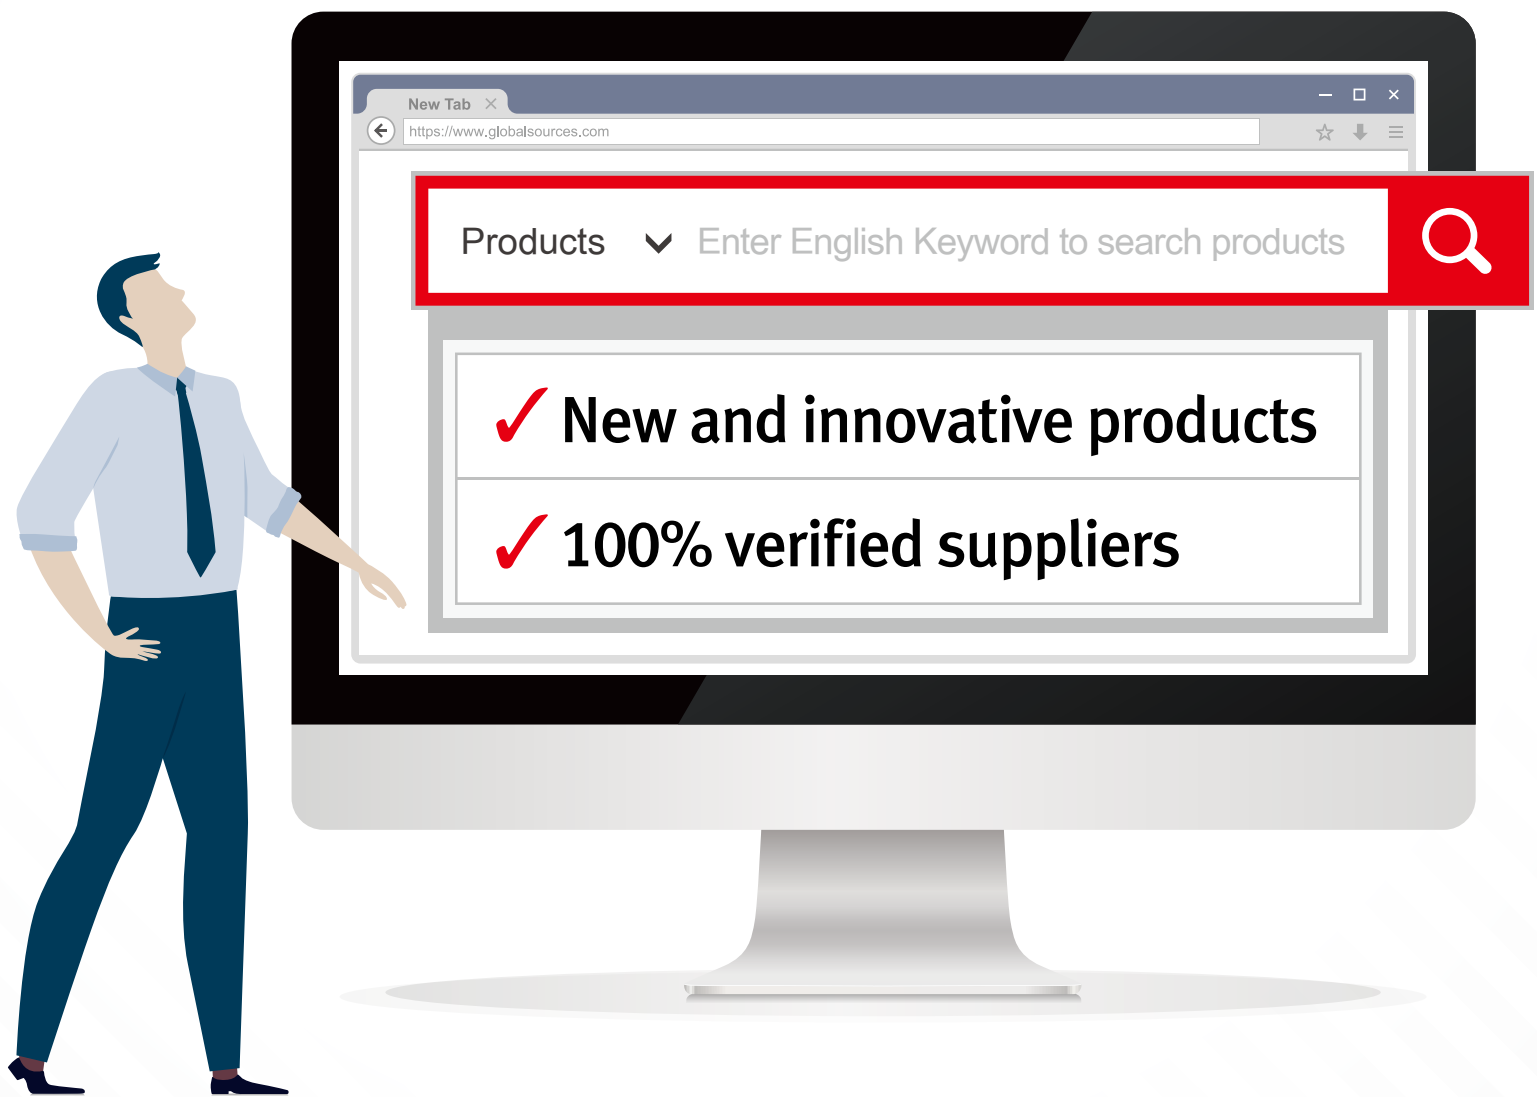 New Tab
https://www.globalsources.com
Products Enter English Keyword to search products
New and innovative products
100% verified suppliers